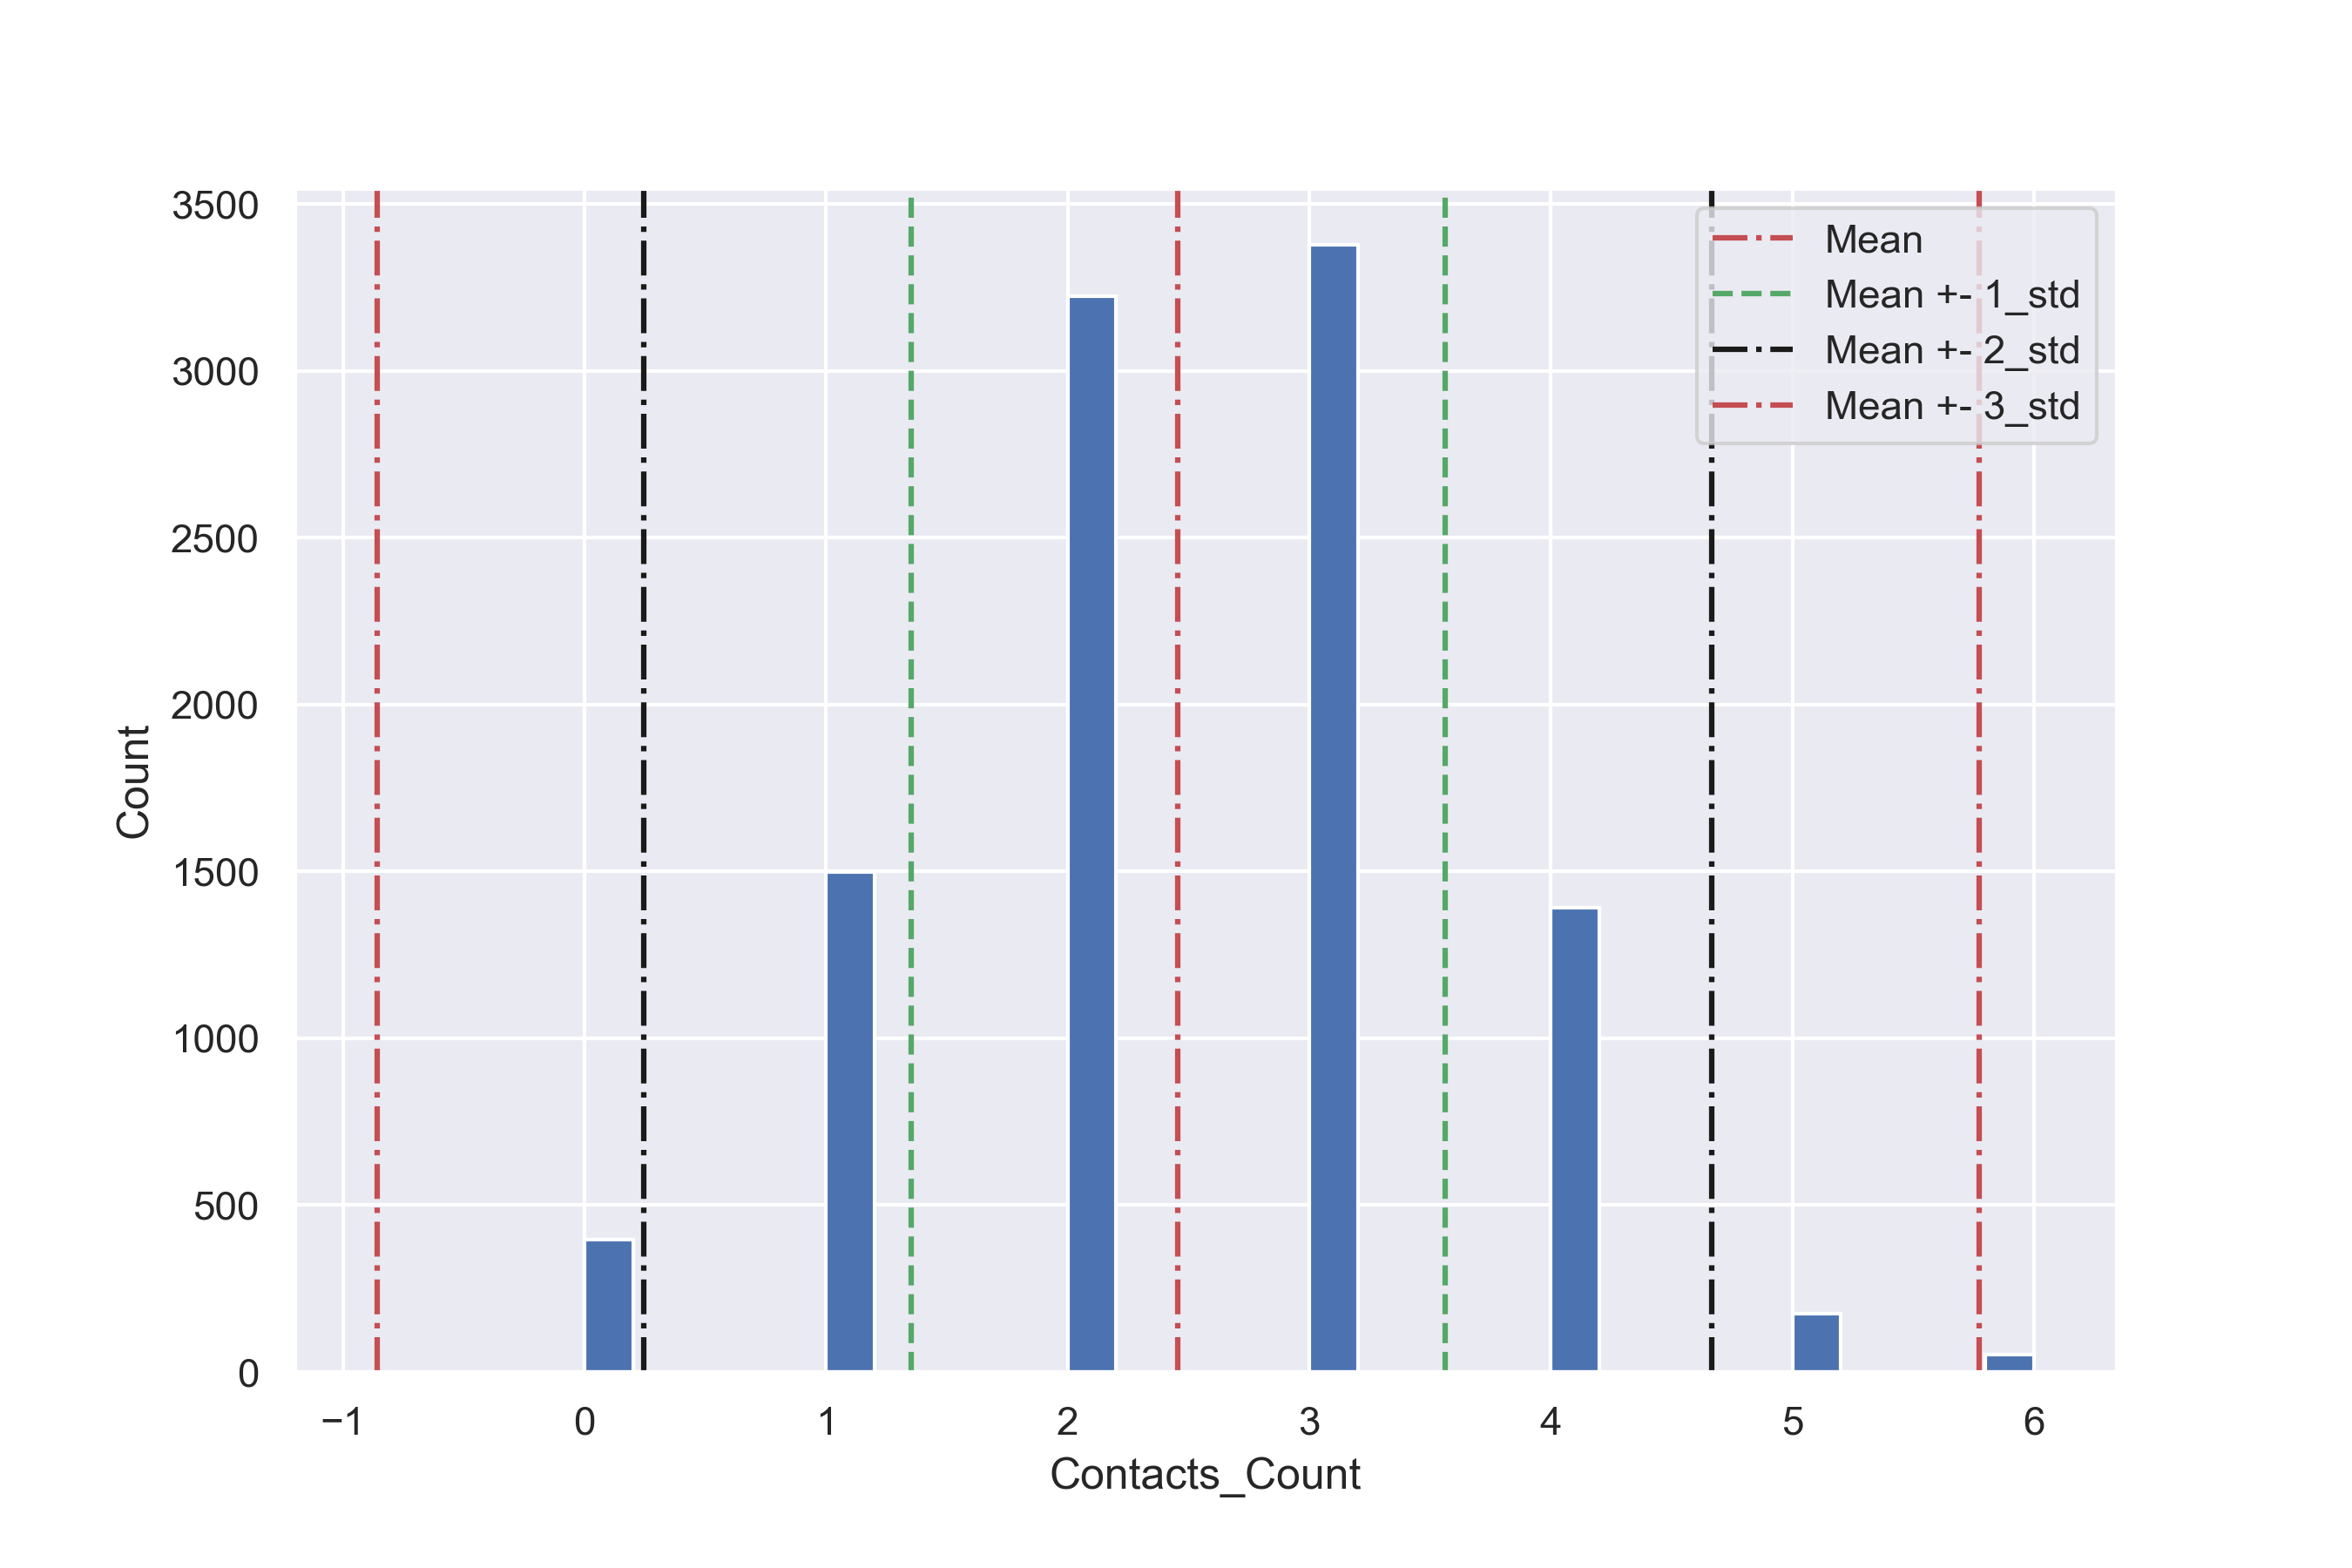 3500
3000
2500
2000
1500
1000
500
0
Count
−1 0 1 2 3 4 5 6
Contacts_Count
Mean
Mean +- 1_std
Mean +- 2_std
Mean +- 3_std